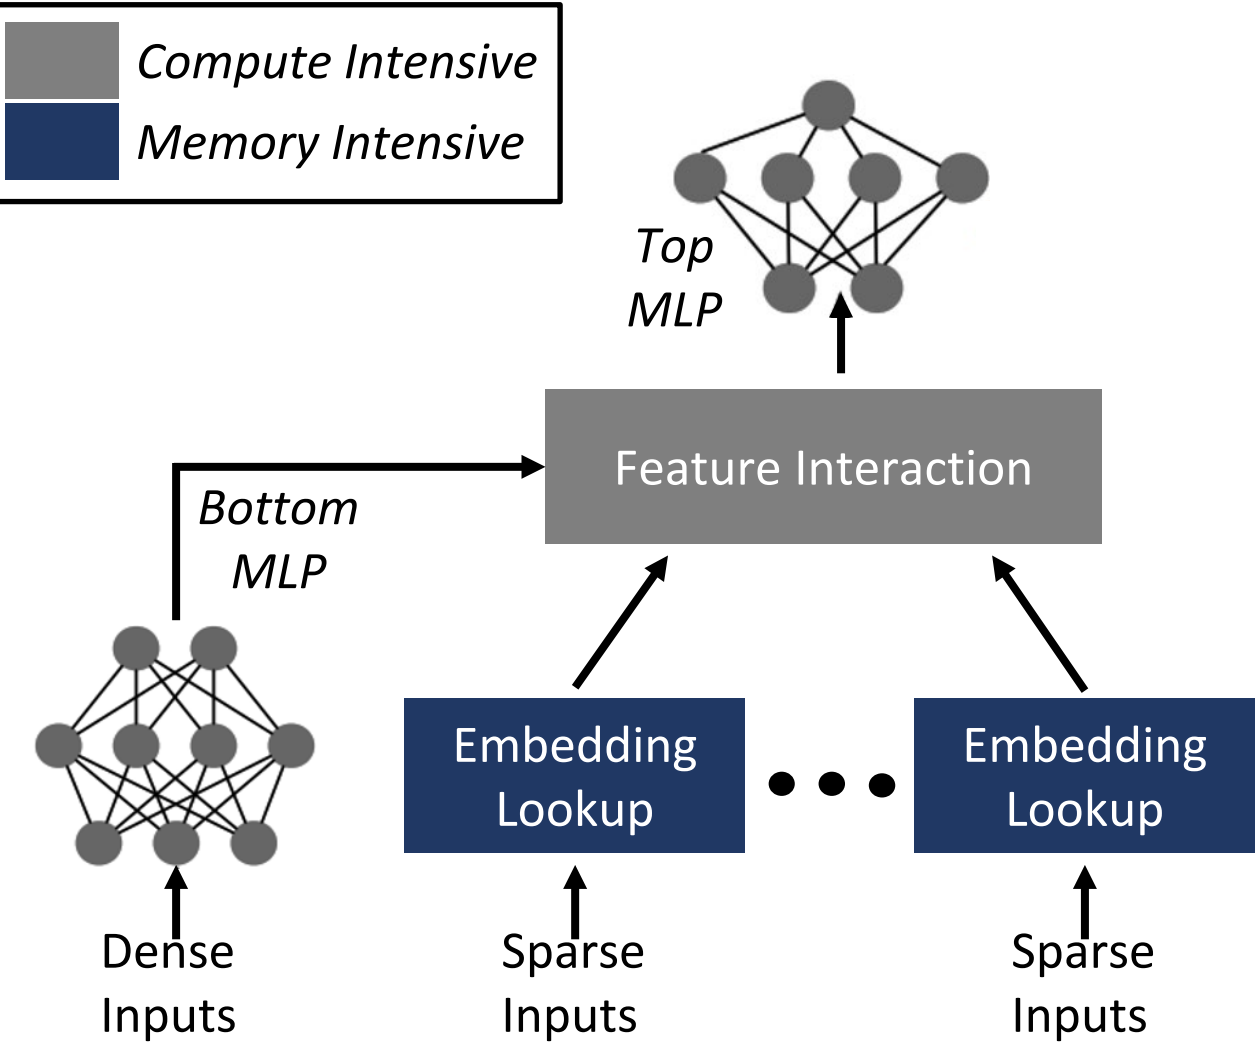 Compute Intensive
Memory Intensive
Top
MLP
Feature Interaction
Bottom
MLP
Embedding
Lookup
Embedding
Lookup
Dense
Inputs
Sparse
Inputs
Sparse
Inputs